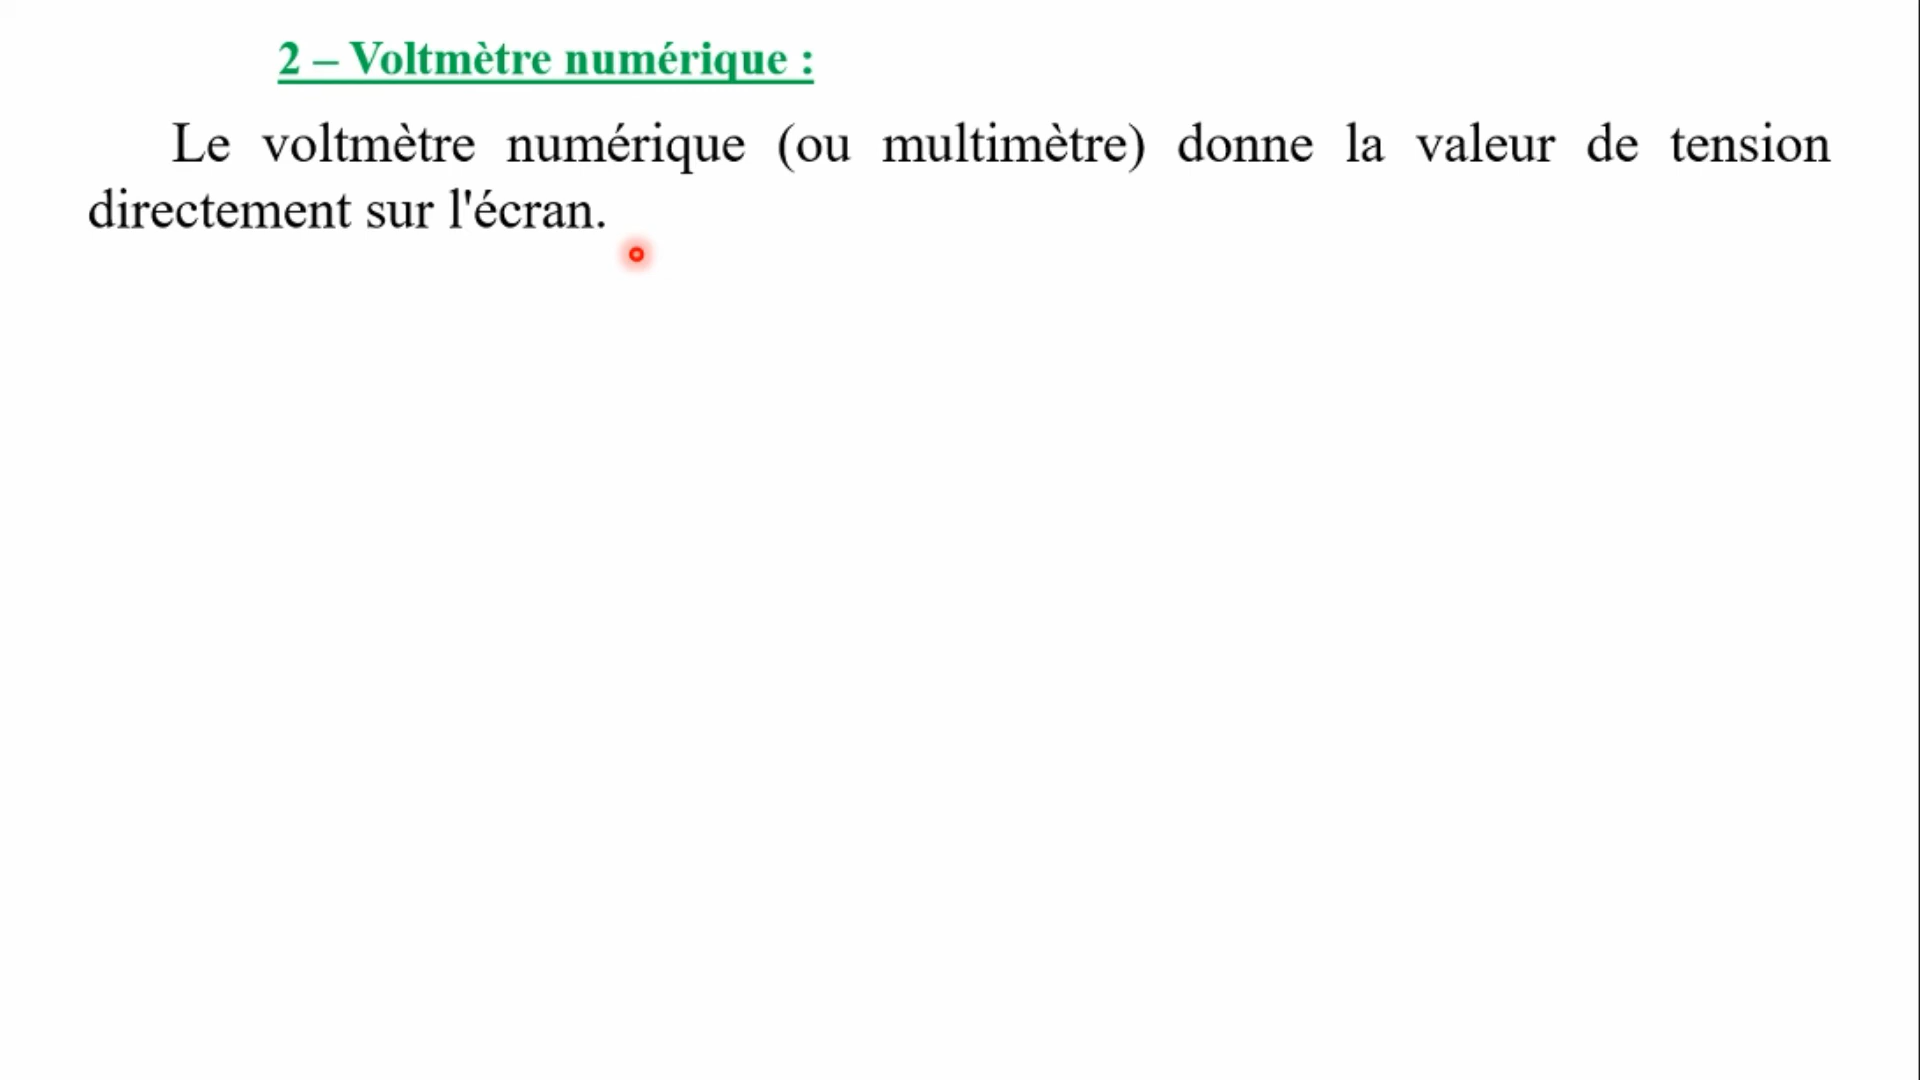 2 – Voltmètre numérique :
Le voltmètre numérique (ou multimètre) donne la valeur de tension
directement sur l'écran.